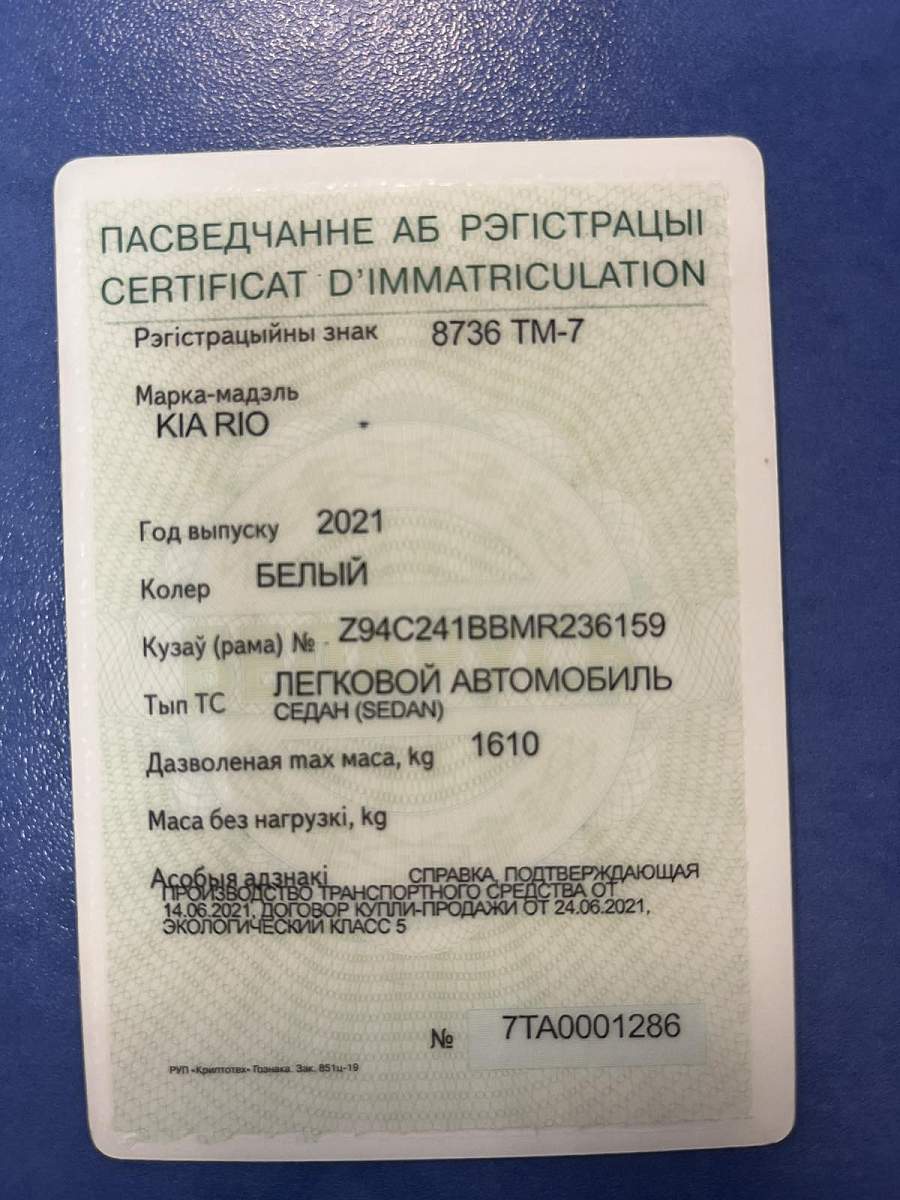 ПАСВЕДЧАННЕ АБ РЭГІСТРАЦЫІ
CERTIFICAT D'IMMATRICULATION
Рэгістрацыйны знак 8736 ТМ-7
Марка-мадэль
KIA RIO
Год выпуску 2021
Колер БЕЛЫЙ
Кузаў (рама) № Z94C241BBMR236159
Тып ТС ЛЕГКОВОЙ АВТОМОБИЛЬ
СЕДАН (SEDAN)
Дазволеная max маса, kg 1610
Маса без нагрузкі, kg
Асобыя адзнакі СПРАВКА, ПОДТВЕРЖДАЮЩАЯ
ПРОИЗВОДСТВО ТРАНСПОРТНОГО СРЕДСТВА ОТ
14.06.2021, ДОГОВОР КУПЛИ-ПРОДАЖИ ОТ 24.06.2021,
ЭКОЛОГИЧЕСКИЙ КЛАСС 5
№ 7ТА0001286
РУП «Криптотех» Гознака. Зак. 851ц-19